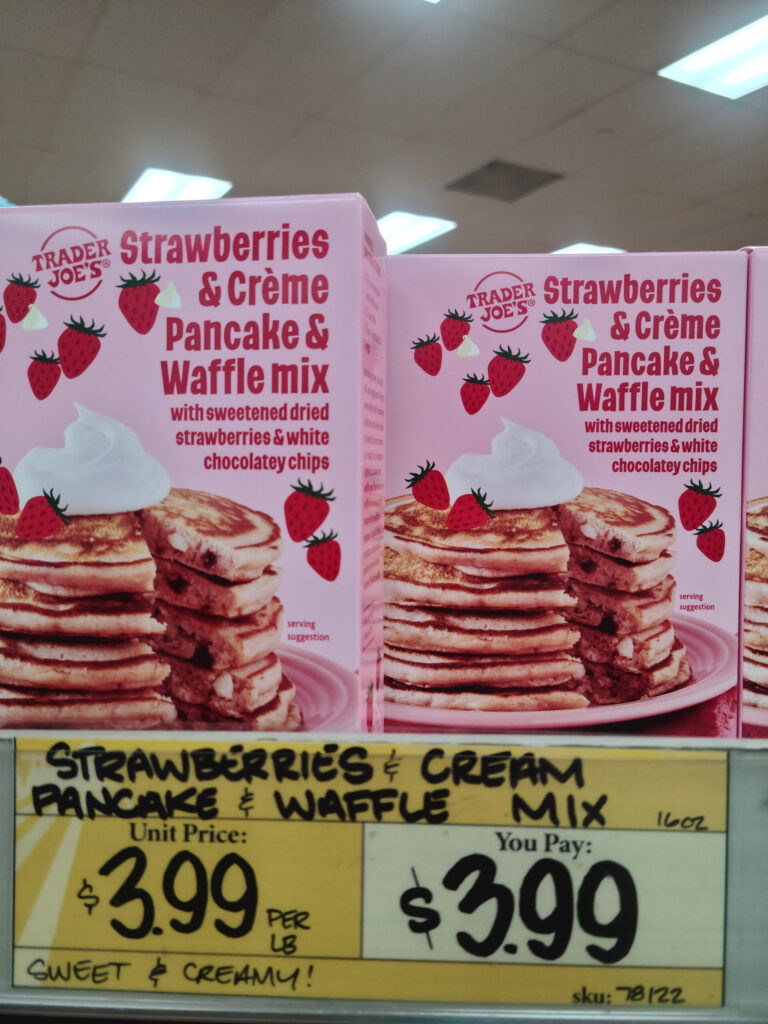 TRADER
JOE'S®
Strawberries
& Crème
Pancake &
Waffle mix
with sweetened dried
strawberries & white
chocolatey chips
serving
suggestion
TRADER
JOE'S®
Strawberries
& Crème
Pancake &
Waffle mix
with sweetened dried
strawberries & white
chocolatey chips
serving
suggestion
STRAWBERRIES & CREAM
PANCAKE & WAFFLE MIX 16OZ
Unit Price:
$3.99 PER
LB
You Pay:
$3.99
SWEET & CREAMY!
sku: 78122